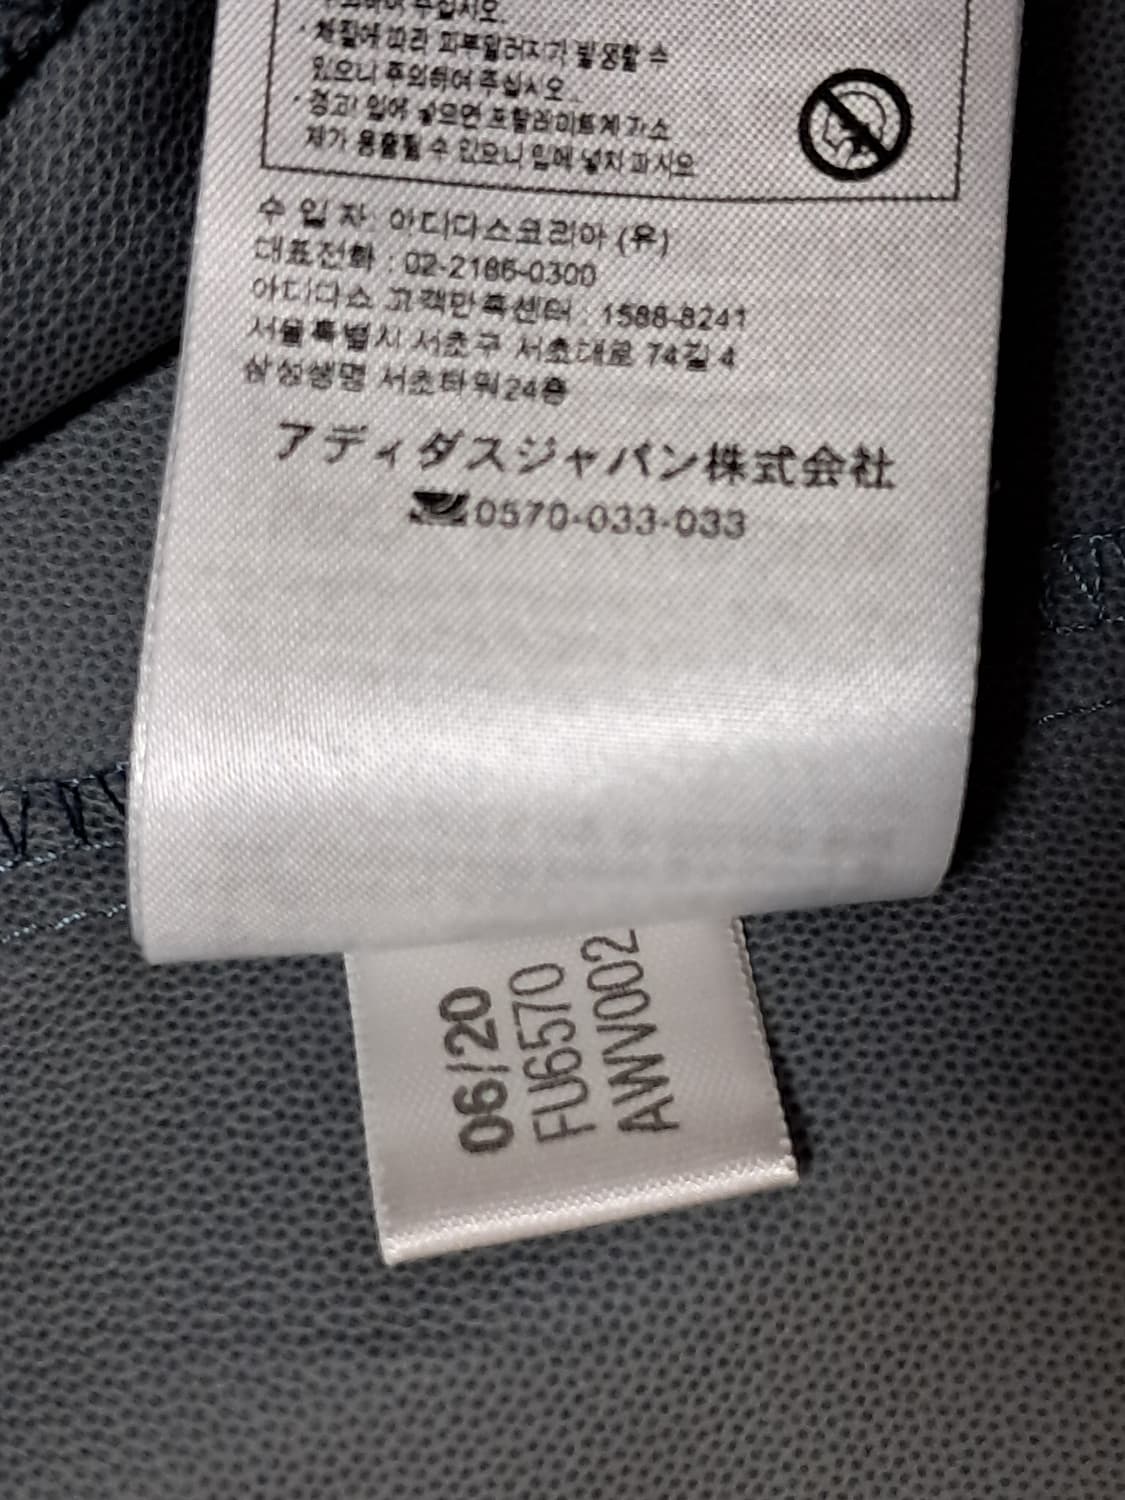 주의하여 주십시오.
· 재질에 따라 피부알러지가 발생할 수
있으니 주의하여 주십시오.
· 경고! 입에 넣으면 프탈레이트계 가소
제가 용출될 수 있으니 입에 넣지 마시오
수 입 자: 아디다스코리아 (유)
대표전화 : 02-2186-0300
아디다스 고객만족센터 : 1588-8241
서울특별시 서초구 서초대로 74길 4
삼성생명 서초타워24층
アディダスジャパン株式会社
0570-033-033
06/20
FU6570
AWV002